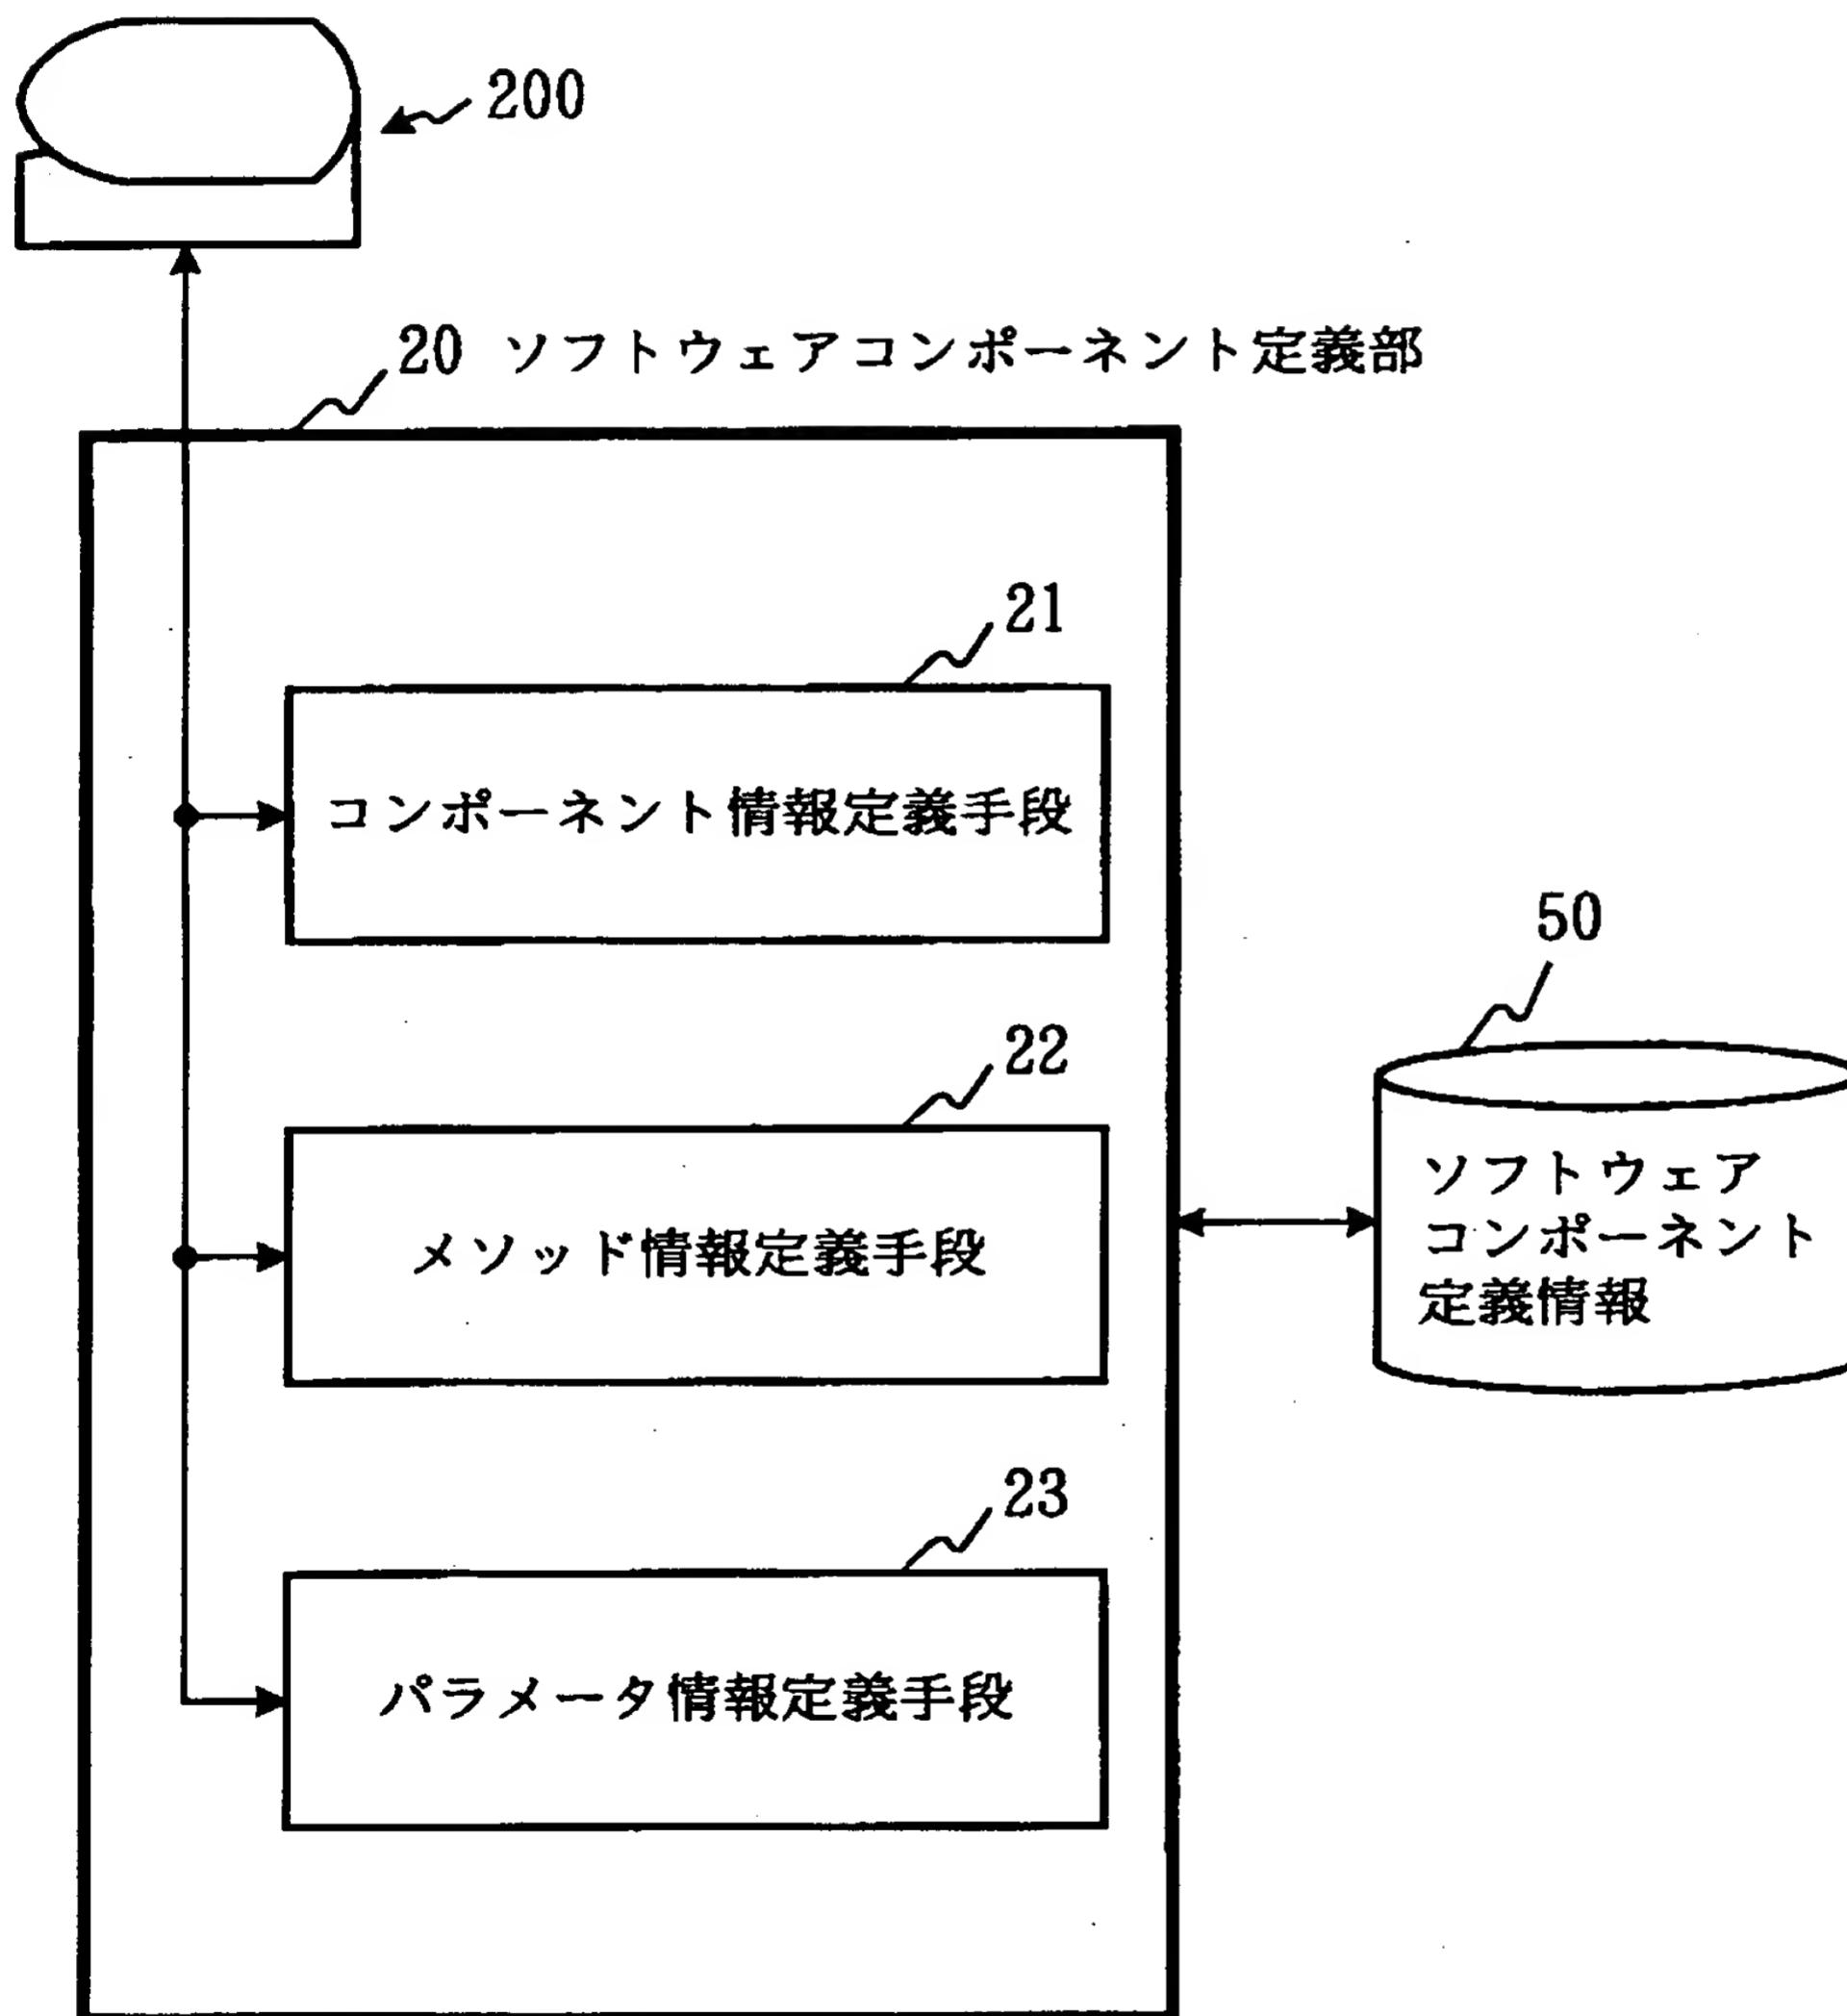 200
20 ソフトウェアコンポーネント定義部
21
コンポーネント情報定義手段
22
メソッド情報定義手段
23
パラメータ情報定義手段
50
ソフトウェア
コンポーネント
定義情報